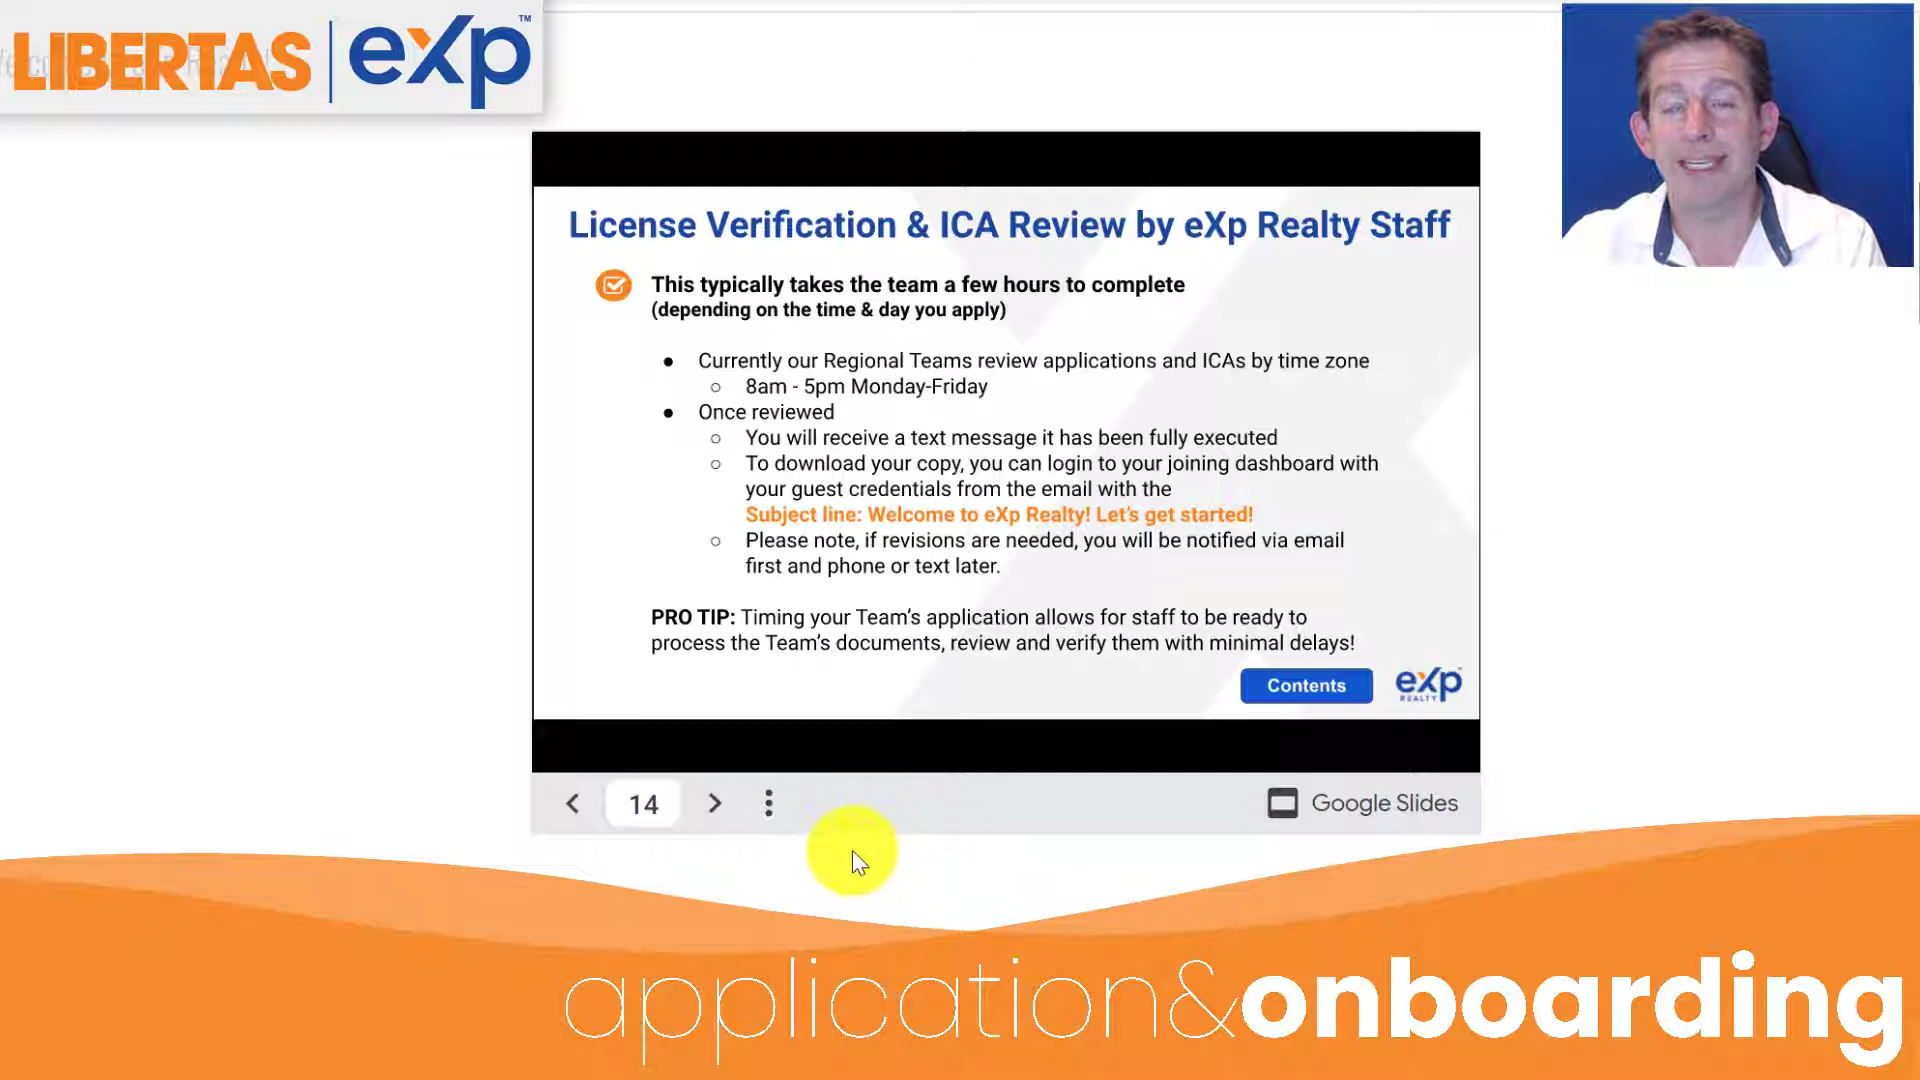 LIBERTAS eXp™
License Verification & ICA Review by eXp Realty Staff
This typically takes the team a few hours to complete
(depending on the time & day you apply)
● Currently our Regional Teams review applications and ICAs by time zone
○ 8am - 5pm Monday-Friday
● Once reviewed
○ You will receive a text message it has been fully executed
○ To download your copy, you can login to your joining dashboard with
your guest credentials from the email with the
Subject line: Welcome to eXp Realty! Let's get started!
○ Please note, if revisions are needed, you will be notified via email
first and phone or text later.
PRO TIP: Timing your Team's application allows for staff to be ready to
process the Team's documents, review and verify them with minimal delays!
Contents
eXp
REALTY
14
Google Slides
application&onboarding